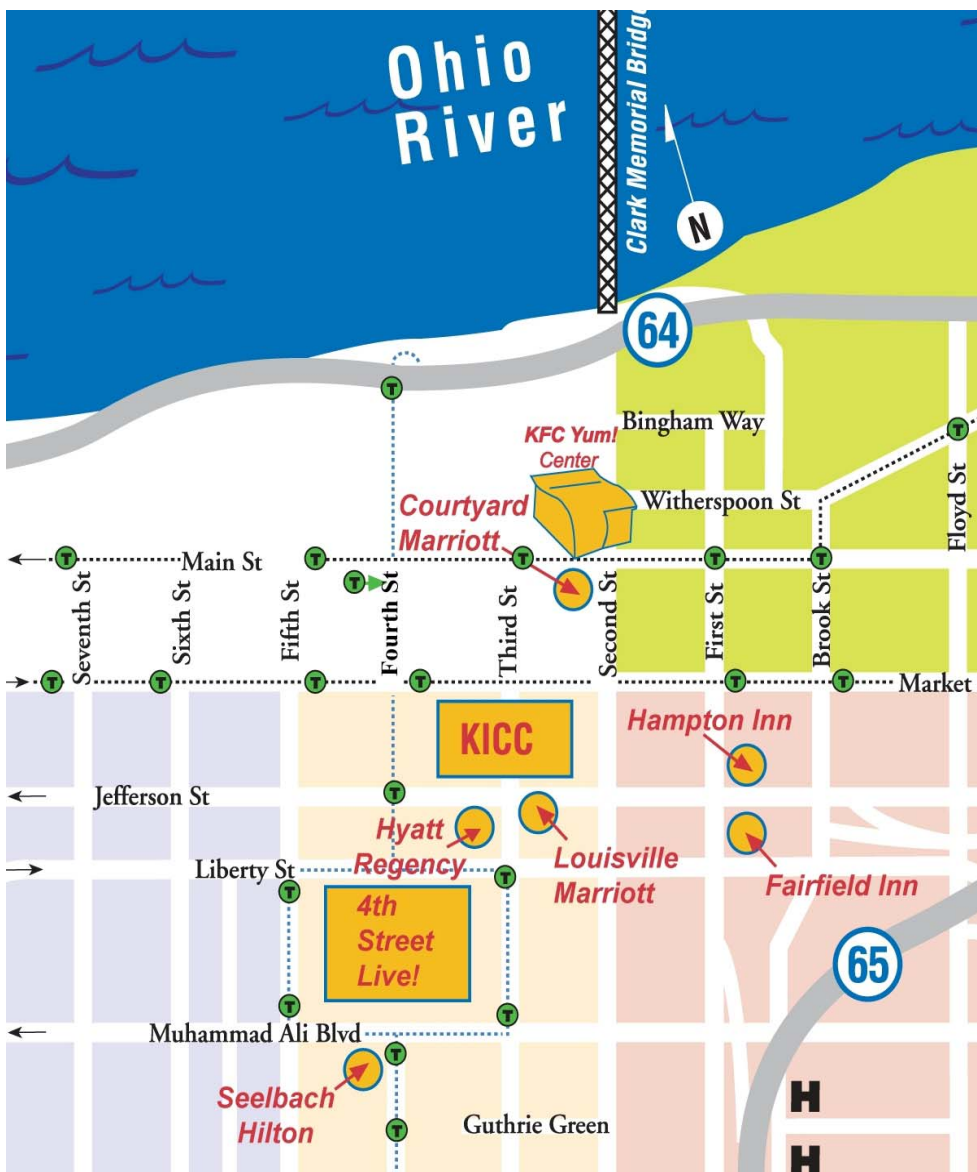 Ohio
River
Clark Memorial Bridge
N
64
Bingham Way
KFC Yum!
Center
Witherspoon St
Courtyard
Marriott
Floyd St
Main St
Seventh St
Sixth St
Fifth St
Fourth St
Third St
Second St
First St
Brook St
T
T
T
T
T
T
T
T
T
T
T
T
T
T
Market
KICC
Hampton Inn
Jefferson St
T
Hyatt
Regency
Louisville
Marriott
Fairfield Inn
Liberty St
T
T
4th
Street
Live!
65
T
T
Muhammad Ali Blvd
T
Seelbach
Hilton
H
Guthrie Green
T
H